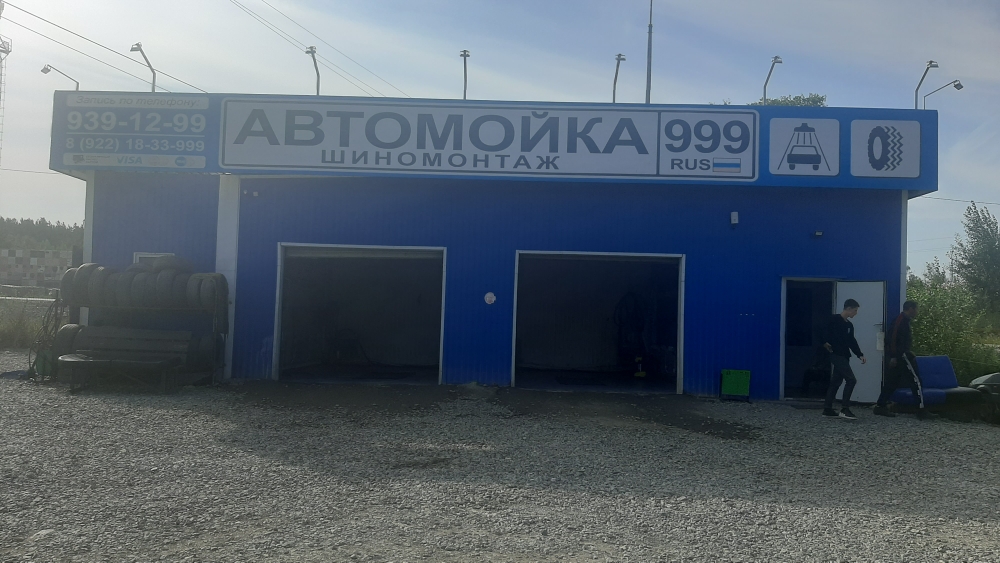 Запись по телефону:
939-12-99
8 (922) 18-33-999
VISA
АВТОМОЙКА
ШИНОМОНТАЖ
999
RUS